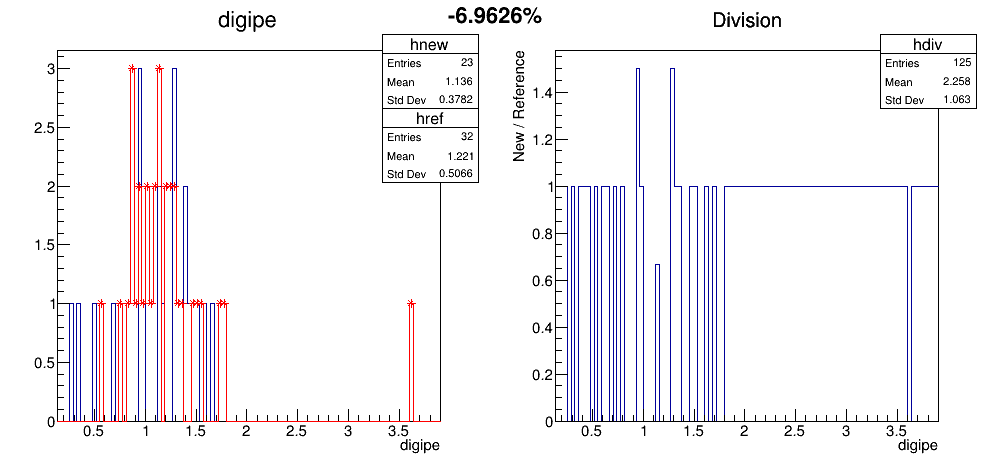 -6.9626%
digipe
hnew
Entries 23
Mean 1.136
Std Dev 0.3782
href
Entries 32
Mean 1.221
Std Dev 0.5066
3
2.5
2
1.5
1
0.5
0
0.5 1 1.5 2 2.5 3 3.5
digipe
Division
hdiv
Entries 125
Mean 2.258
Std Dev 1.063
New / Reference
1.4
1.2
1
0.8
0.6
0.4
0.2
0
0.5 1 1.5 2 2.5 3 3.5
digipe